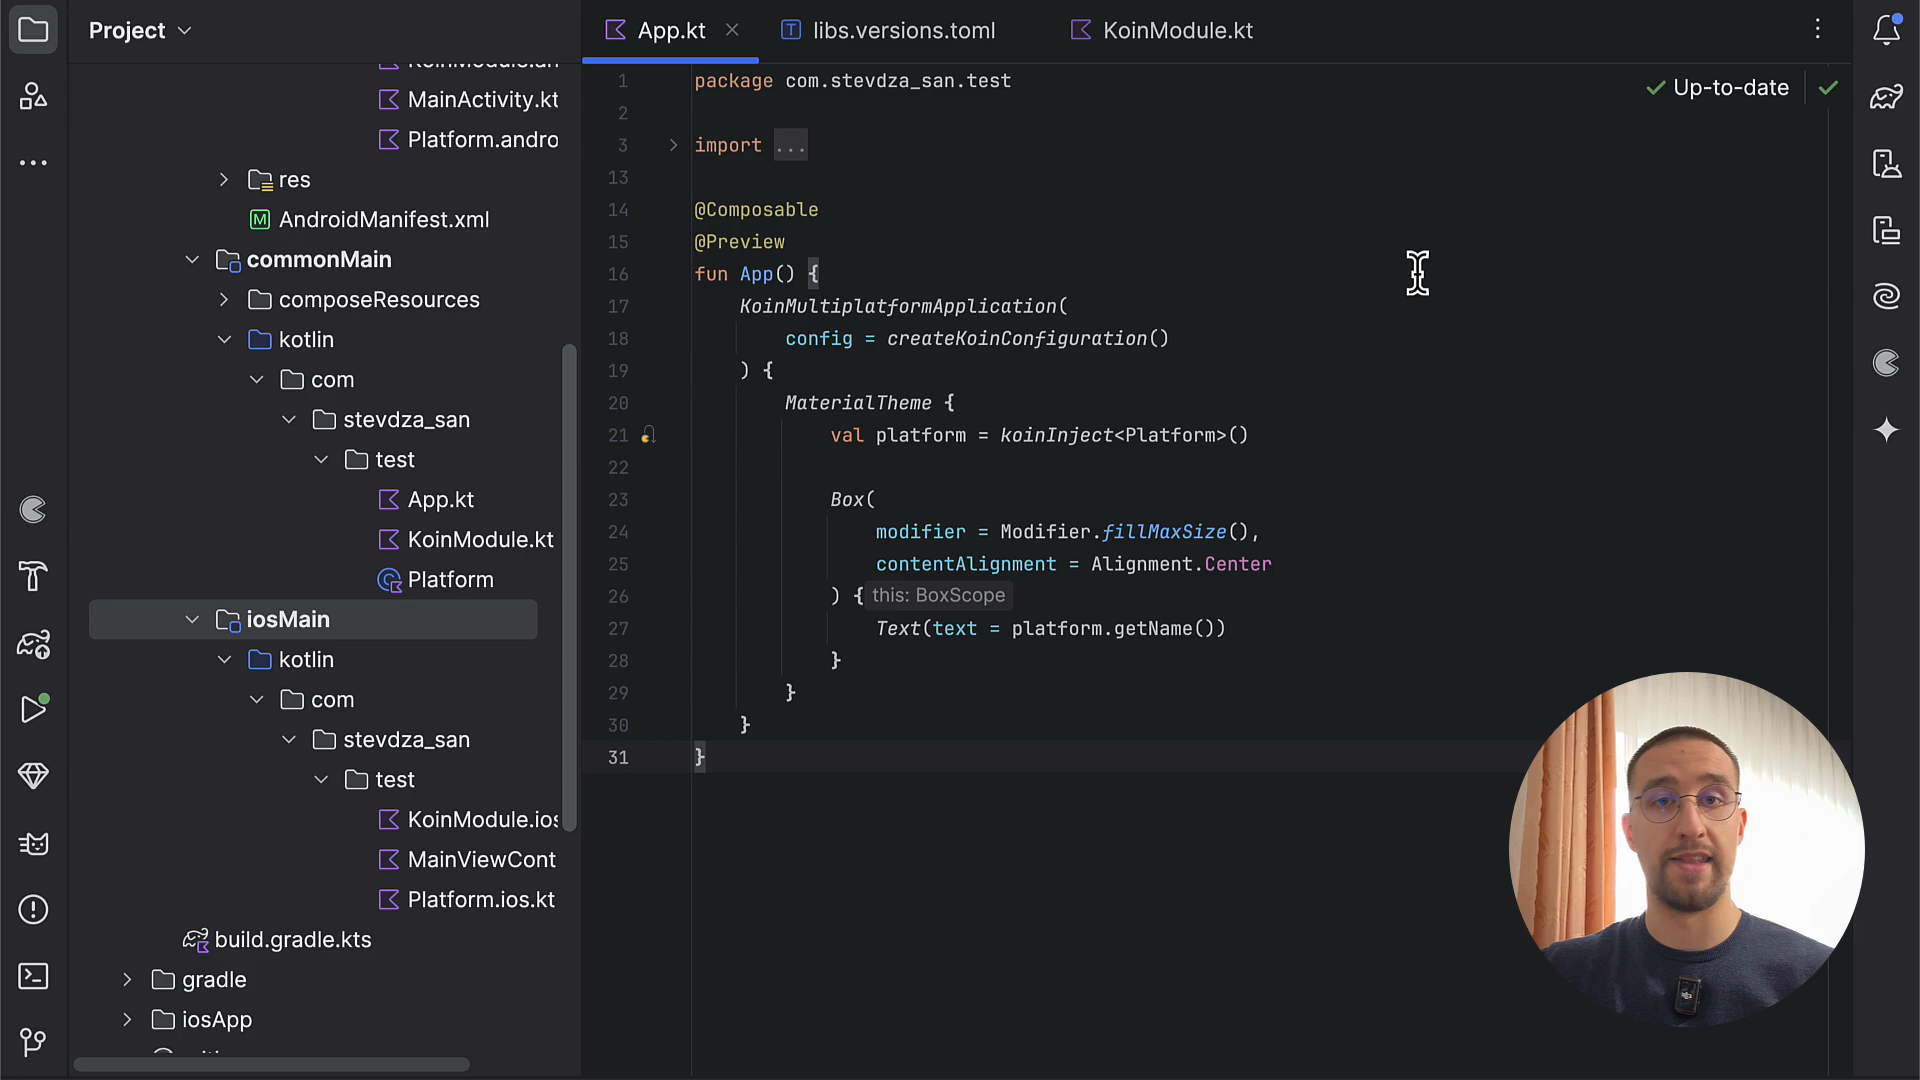 Project
App.kt
libs.versions.toml
KoinModule.kt
MainActivity.kt
Platform.andro
res
AndroidManifest.xml
commonMain
composeResources
kotlin
com
stevdza_san
test
App.kt
KoinModule.kt
Platform
iosMain
kotlin
com
stevdza_san
test
KoinModule.ios
MainViewCont
Platform.ios.kt
build.gradle.kts
gradle
iosApp
Up-to-date
1 package com.stevdza_san.test
2
3 import ...
13
14 @Composable
15 @Preview
16 fun App() {
17 KoinMultiplatformApplication(
18 config = createKoinConfiguration()
19 ) {
20 MaterialTheme {
21 val platform = koinInject<Platform>()
22
23 Box(
24 modifier = Modifier.fillMaxSize(),
25 contentAlignment = Alignment.Center
26 ) { this: BoxScope
27 Text(text = platform.getName())
28 }
29 }
30 }
31 }